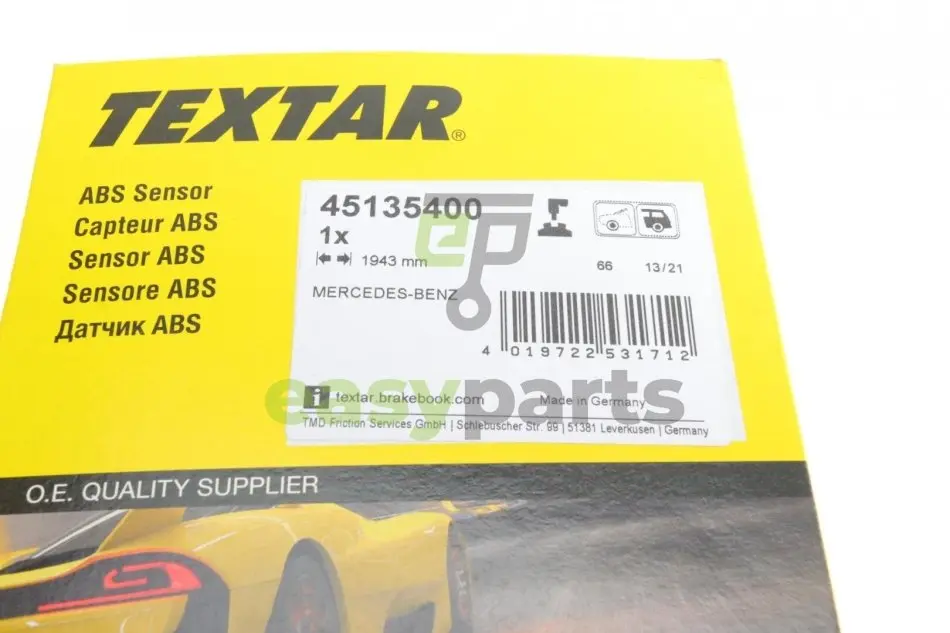 TEXTAR®
ABS Sensor
Capteur ABS
Sensor ABS
Sensore ABS
Датчик ABS
45135400
1x
1943 mm
66 13/21
MERCEDES-BENZ
4 019722 531712
ep
easyparts
i textar.brakebook.com Made in Germany
TMD Friction Services GmbH | Schlebuscher Str. 99 | 51381 Leverkusen | Germany
O.E. QUALITY SUPPLIER